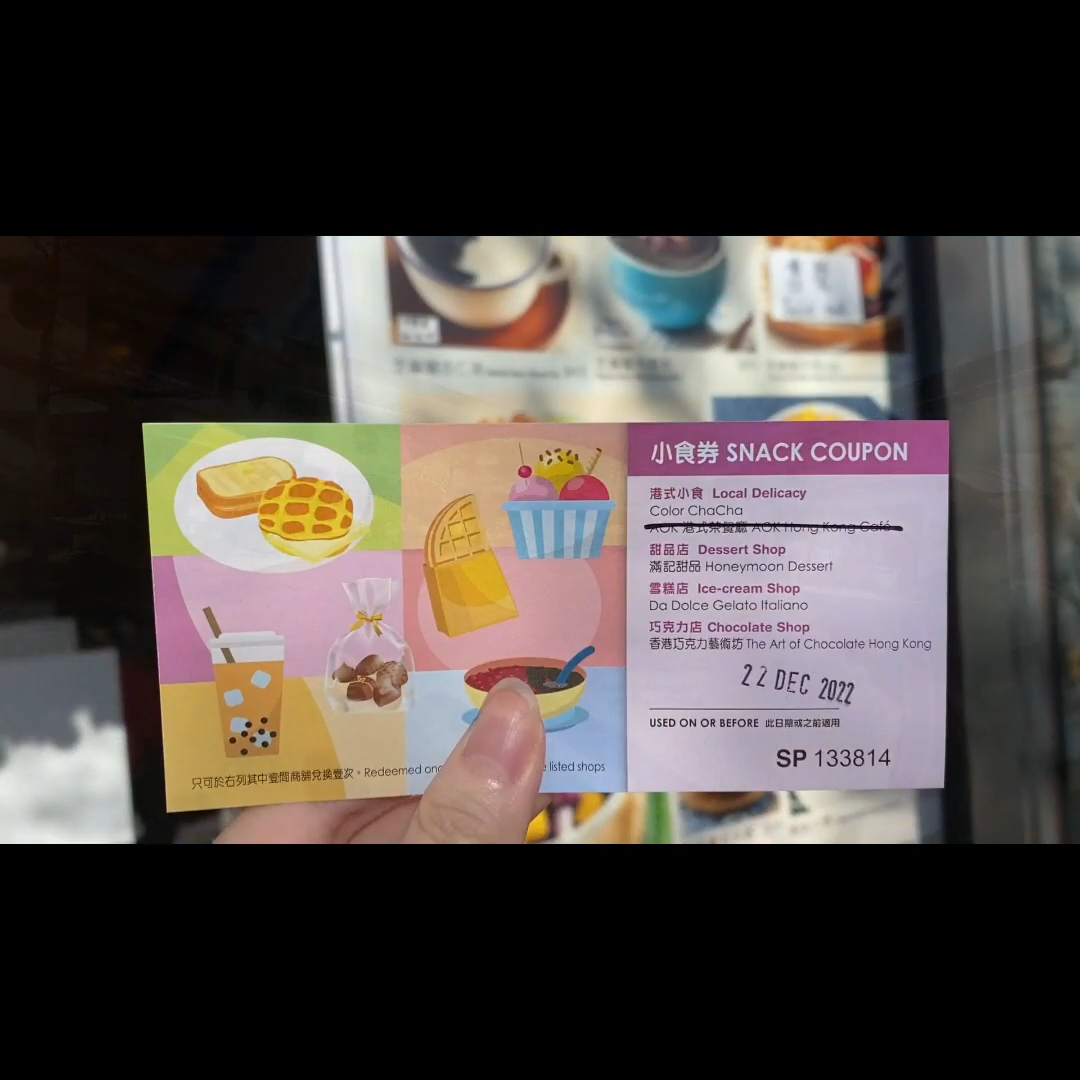 小食券 SNACK COUPON
港式小食 Local Delicacy
Color ChaCha
AOK 港式茶餐廳 AOK Hong Kong Café
甜品店 Dessert Shop
滿記甜品 Honeymoon Dessert
雪糕店 Ice-cream Shop
Da Dolce Gelato Italiano
巧克力店 Chocolate Shop
香港巧克力藝術坊 The Art of Chocolate Hong Kong
22 DEC 2022
USED ON OR BEFORE 此日期或之前適用
SP 133814
只可於右列其中壹間商舖兌換壹次。Redeemed listed shops